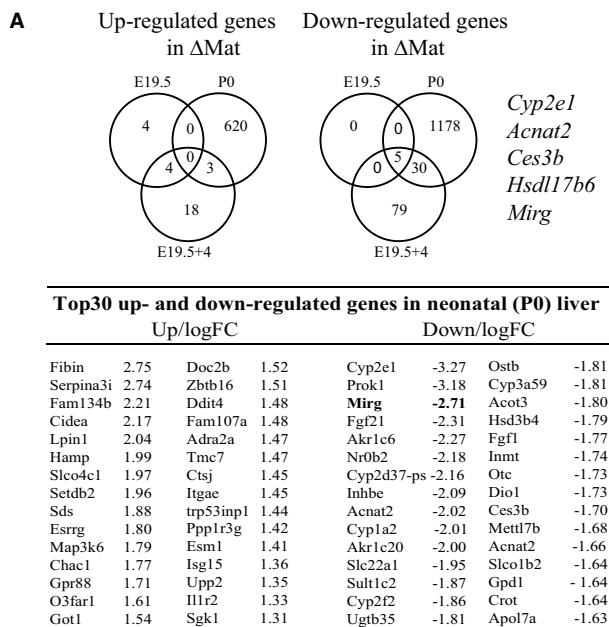 A
Up-regulated genes in ΔMat
Down-regulated genes in ΔMat
E19.5 P0
4 0 620
0
4 3
18
E19.5+4
E19.5 P0
0 0 1178
5
0 30
79
E19.5+4
Cyp2e1
Acnat2
Ces3b
Hsdl17b6
Mirg
Top30 up- and down-regulated genes in neonatal (P0) liver
Up/logFC Down/logFC
Fibin 2.75 Doc2b 1.52 Cyp2e1 -3.27 Ostb -1.81
Serpina3i 2.74 Zbtb16 1.51 Prok1 -3.18 Cyp3a59 -1.81
Fam134b 2.21 Ddit4 1.48 Mirg -2.71 Acot3 -1.80
Cidea 2.17 Fam107a 1.48 Fgf21 -2.31 Hsd3b4 -1.79
Lpin1 2.04 Adra2a 1.47 Akr1c6 -2.27 Fgf1 -1.77
Hamp 1.99 Tmc7 1.47 Nr0b2 -2.18 Inmt -1.74
Slco4c1 1.97 Ctsj 1.45 Cyp2d37-ps -2.16 Otc -1.73
Setdb2 1.96 Itgae 1.45 Inhbe -2.09 Dio1 -1.73
Sds 1.88 trp53inp1 1.44 Acnat2 -2.02 Ces3b -1.70
Esrrg 1.80 Ppp1r3g 1.42 Cyp1a2 -2.01 Mettl7b -1.68
Map3k6 1.79 Esm1 1.41 Akr1c20 -2.00 Acnat2 -1.66
Chac1 1.77 Isg15 1.36 Slc22a1 -1.95 Slco1b2 -1.64
Gpr88 1.71 Upp2 1.35 Sult1c2 -1.87 Gpd1 - 1.64
O3far1 1.61 Il1r2 1.33 Cyp2f2 -1.86 Crot -1.64
Got1 1.54 Sgk1 1.31 Ugtb35 -1.81 Apol7a -1.63